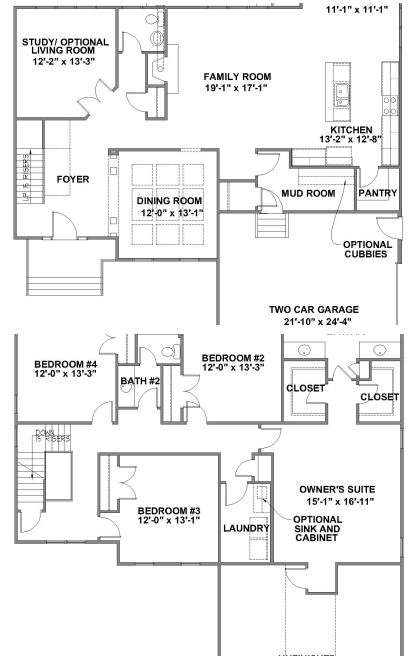 11'-1" x 11'-1"
STUDY/ OPTIONAL
LIVING ROOM
12'-2" x 13'-3"
FAMILY ROOM
19'-1" x 17'-1"
KITCHEN
13'-2" x 12'-8"
UP 16 RISERS
FOYER
DINING ROOM
12'-0" x 13'-1"
MUD ROOM
PANTRY
OPTIONAL
CUBBIES
TWO CAR GARAGE
21'-10" x 24'-4"
BEDROOM #4
12'-0" x 13'-3"
BATH #2
BEDROOM #2
12'-0" x 13'-3"
CLOSET
CLOSET
DOWN
16 RISERS
BEDROOM #3
12'-0" x 13'-1"
LAUNDRY
OWNER'S SUITE
15'-1" x 16'-11"
OPTIONAL
SINK AND
CABINET